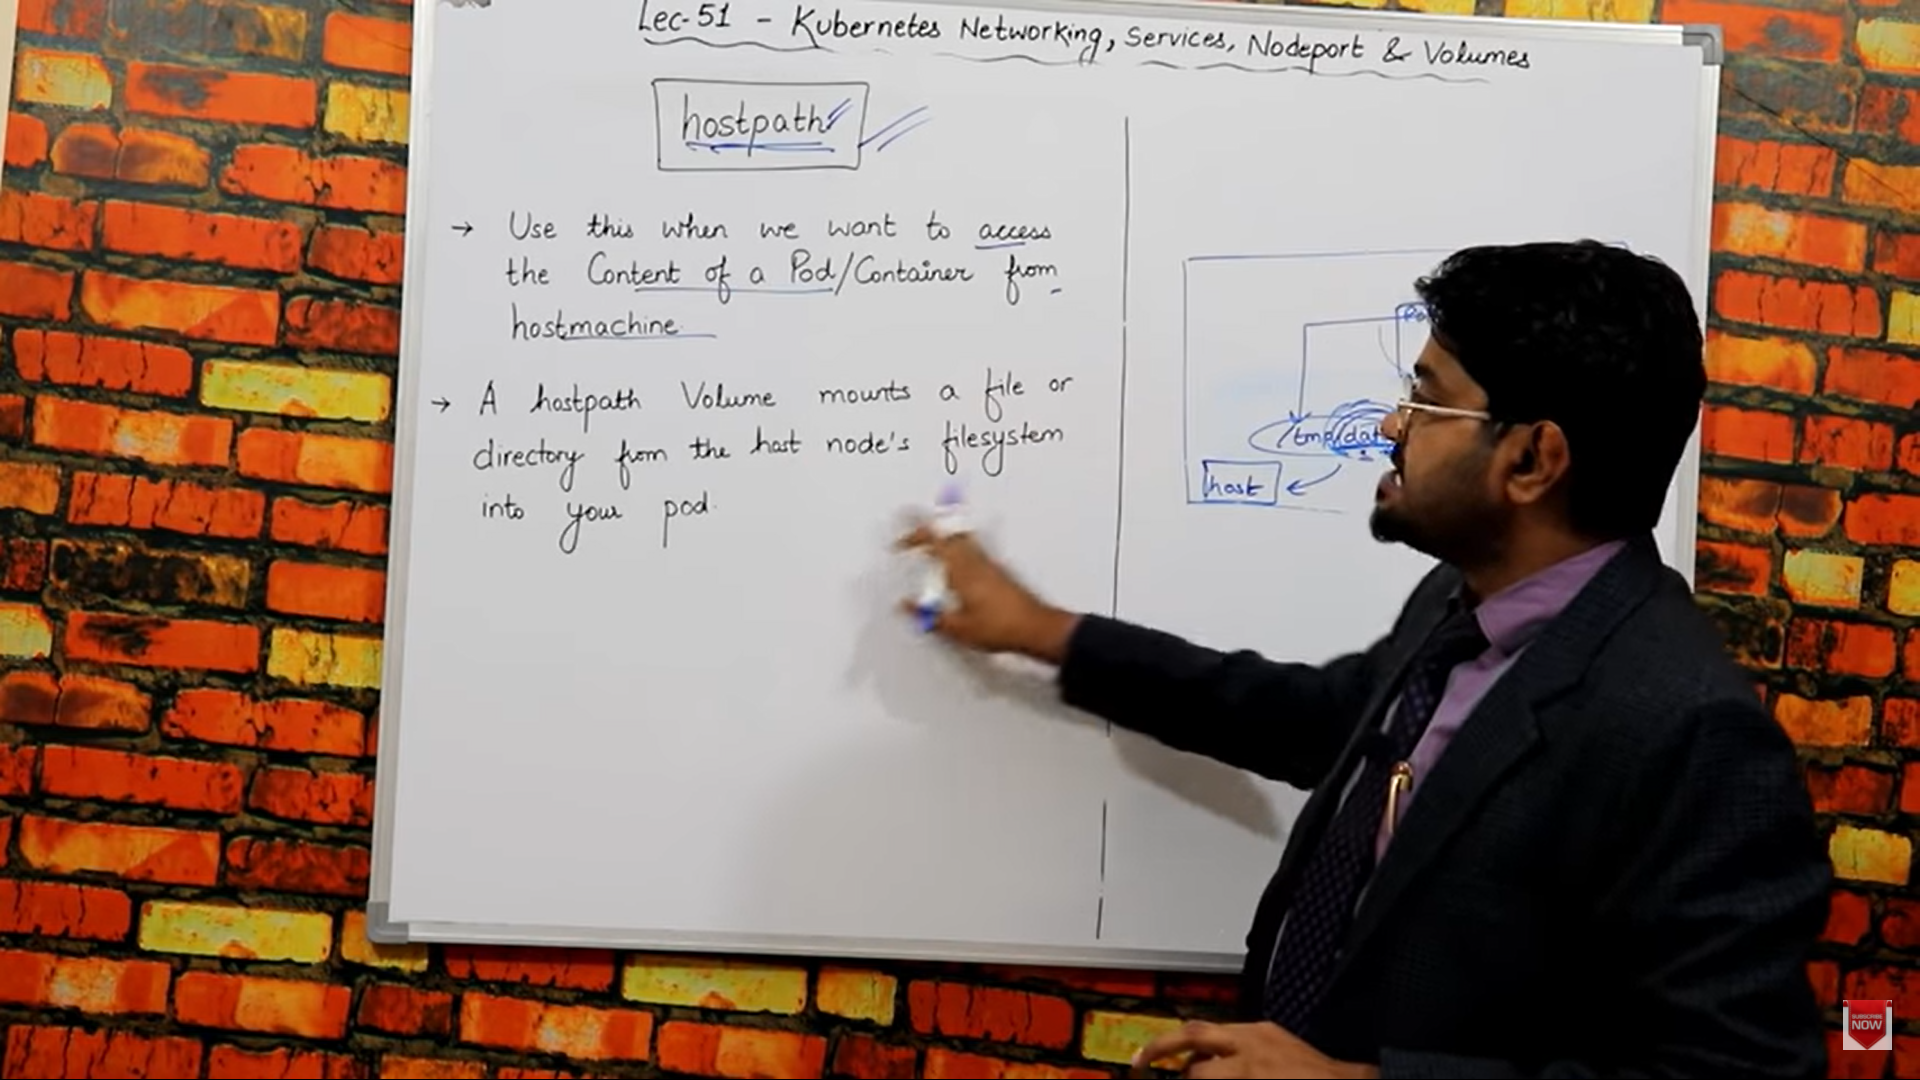 Lec-51 - Kubernetes Networking, Services, Nodeport & Volumes
hostpath
→ Use this when we want to access
the Content of a Pod/Container from
hostmachine
→ A hostpath Volume mounts a file or
directory from the host node's filesystem
into your pod.
/tmp/dat
host
SUBSCRIBE
NOW